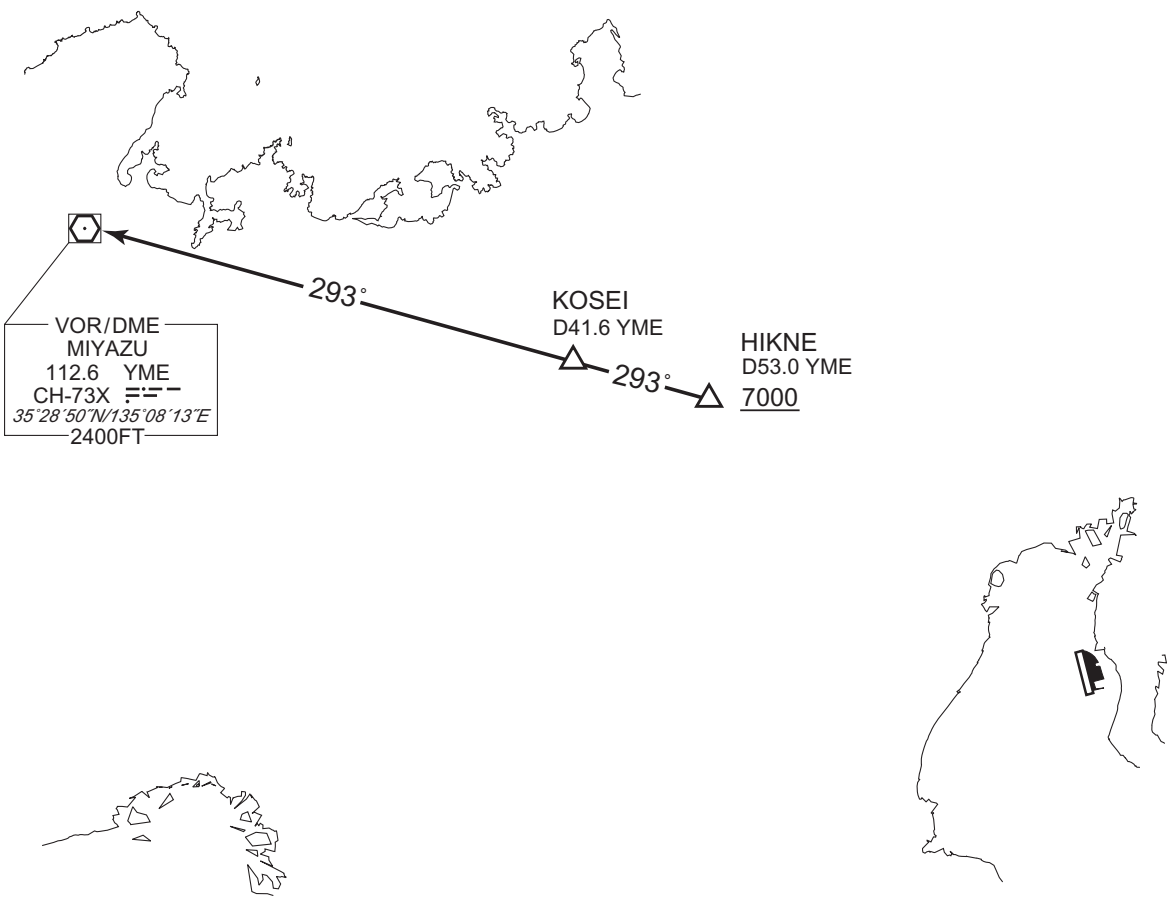 293°
KOSEI
D41.6 YME
HIKNE
D53.0 YME
7000
293°
VOR/DME
MIYAZU
112.6 YME
CH-73X
35°28′50″N/135°08′13″E
2400FT